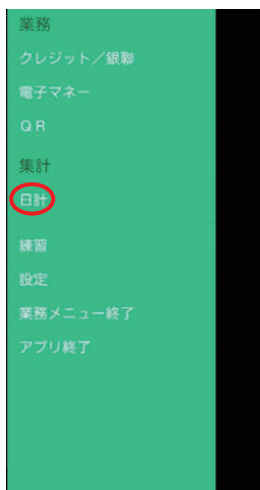 業務
クレジット／銀聯
電子マネー
ＱＲ
集計
日計
練習
設定
業務メニュー終了
アプリ終了